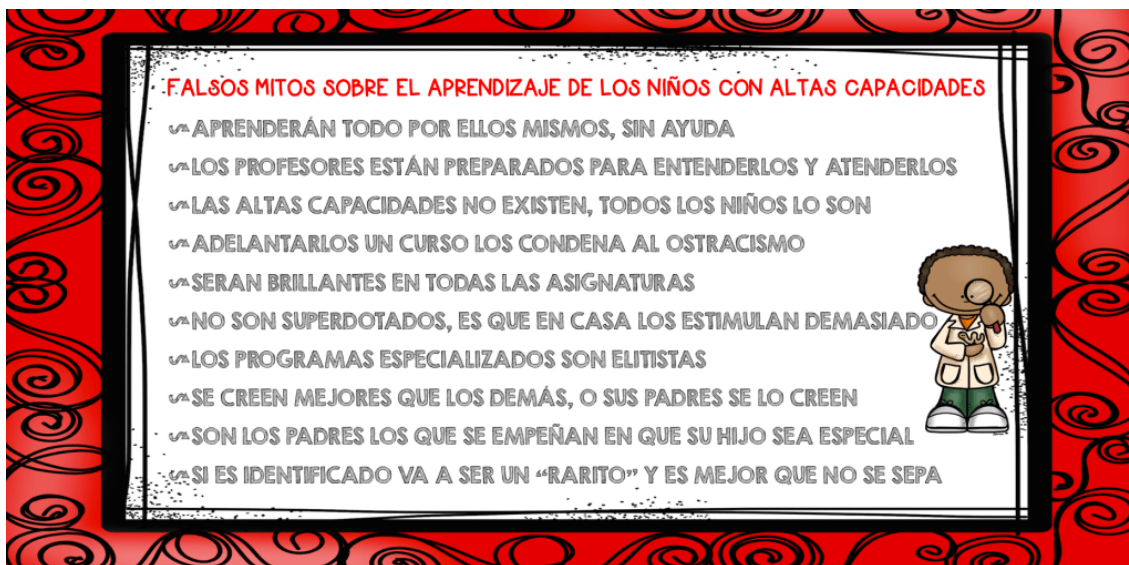 FALSOS MITOS SOBRE EL APRENDIZAJE DE LOS NIÑOS CON ALTAS CAPACIDADES
APRENDERÁN TODO POR ELLOS MISMOS, SIN AYUDA
LOS PROFESORES ESTÁN PREPARADOS PARA ENTENDERLOS Y ATENDERLOS
LAS ALTAS CAPACIDADES NO EXISTEN, TODOS LOS NIÑOS LO SON
ADELANTARLOS UN CURSO LOS CONDENA AL OSTRACISMO
SERAN BRILLANTES EN TODAS LAS ASIGNATURAS
NO SON SUPERDOTADOS, ES QUE EN CASA LOS ESTIMULAN DEMASIADO
LOS PROGRAMAS ESPECIALIZADOS SON ELITISTAS
SE CREEN MEJORES QUE LOS DEMÁS, O SUS PADRES SE LO CREEN
SON LOS PADRES LOS QUE SE EMPEÑAN EN QUE SU HIJO SEA ESPECIAL
SI ES IDENTIFICADO VA A SER UN “RARITO” Y ES MEJOR QUE NO SE SEPA